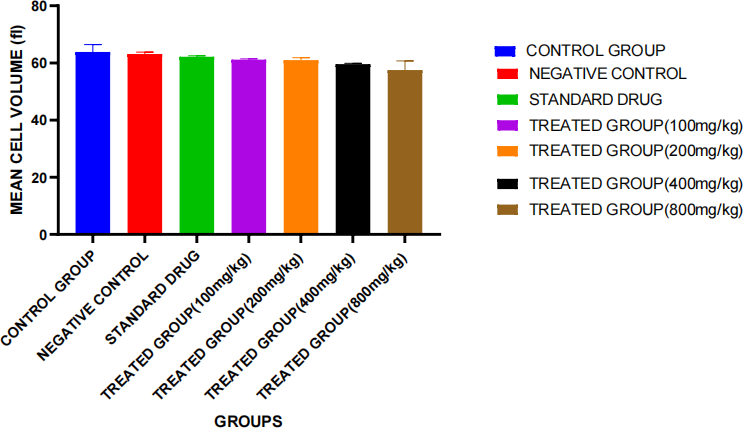 MEAN CELL VOLUME (fl)
80
60
40
20
0
CONTROL GROUP
NEGATIVE CONTROL
STANDARD DRUG
TREATED GROUP(100mg/kg)
TREATED GROUP(200mg/kg)
TREATED GROUP(400mg/kg)
TREATED GROUP(800mg/kg)
GROUPS
CONTROL GROUP
NEGATIVE CONTROL
STANDARD DRUG
TREATED GROUP(100mg/kg)
TREATED GROUP(200mg/kg)
TREATED GROUP(400mg/kg)
TREATED GROUP(800mg/kg)